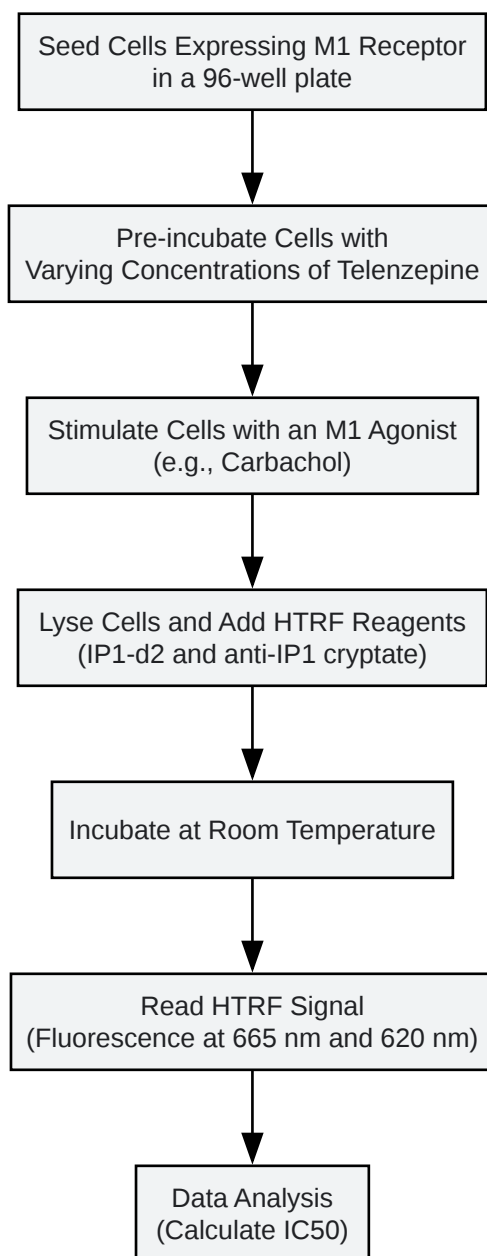 Seed Cells Expressing M1 Receptor
in a 96-well plate
Pre-incubate Cells with
Varying Concentrations of Telenzepine
Stimulate Cells with an M1 Agonist
(e.g., Carbachol)
Lyse Cells and Add HTRF Reagents
(IP1-d2 and anti-IP1 cryptate)
Incubate at Room Temperature
Read HTRF Signal
(Fluorescence at 665 nm and 620 nm)
Data Analysis
(Calculate IC50)